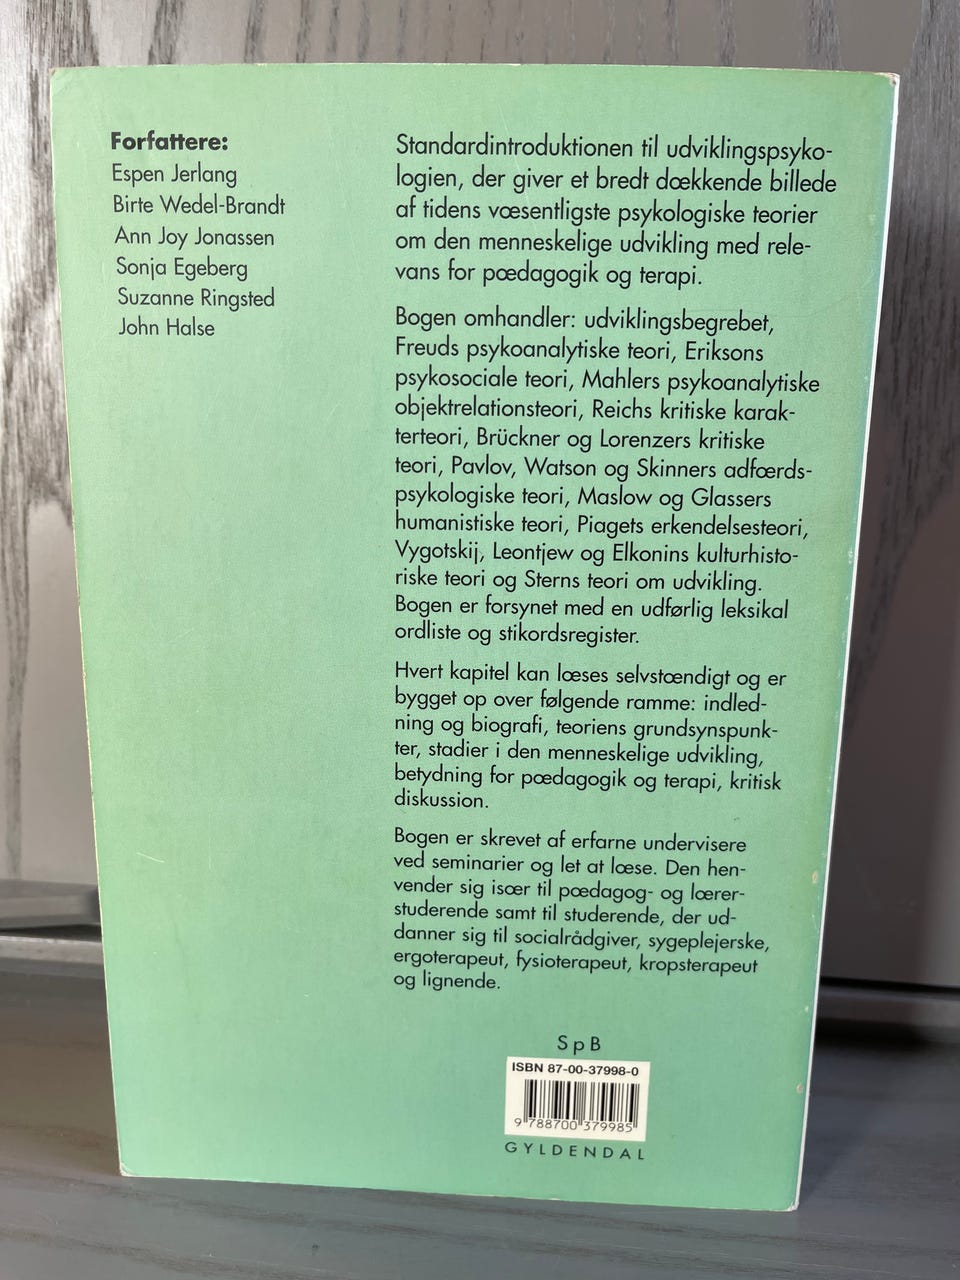 Forfattere:
Espen Jerlang
Birte Wedel-Brandt
Ann Joy Jonassen
Sonja Egeberg
Suzanne Ringsted
John Halse
Standardintroduktionen til udviklingspsyko-
logien, der giver et bredt dækkende billede
af tidens væsentligste psykologiske teorier
om den menneskelige udvikling med rele-
vans for pædagogik og terapi.
Bogen omhandler: udviklingsbegrebet,
Freuds psykoanalytiske teori, Eriksons
psykosociale teori, Mahlers psykoanalytiske
objektrelationsteori, Reichs kritiske karak-
terteori, Brückner og Lorenzers kritiske
teori, Pavlov, Watson og Skinners adfærds-
psykologiske teori, Maslow og Glassers
humanistiske teori, Piagets erkendelsesteori,
Vygotskij, Leontjew og Elkonins kulturhisto-
riske teori og Sterns teori om udvikling.
Bogen er forsynet med en udførlig leksikal
ordliste og stikordsregister.
Hvert kapitel kan læses selvstændigt og er
bygget op over følgende ramme: indled-
ning og biografi, teoriens grundsynspunk-
ter, stadier i den menneskelige udvikling,
betydning for pædagogik og terapi, kritisk
diskussion.
Bogen er skrevet af erfarne undervisere
ved seminarier og let at læse. Den hen-
vender sig især til pædagog- og lærer-
studerende samt til studerende, der ud-
danner sig til socialrådgiver, sygeplejerske,
ergoterapeut, fysioterapeut, kropsterapeut
og lignende.
SpB
ISBN 87-00-37998-0
9 788700 379985
GYLDENDAL